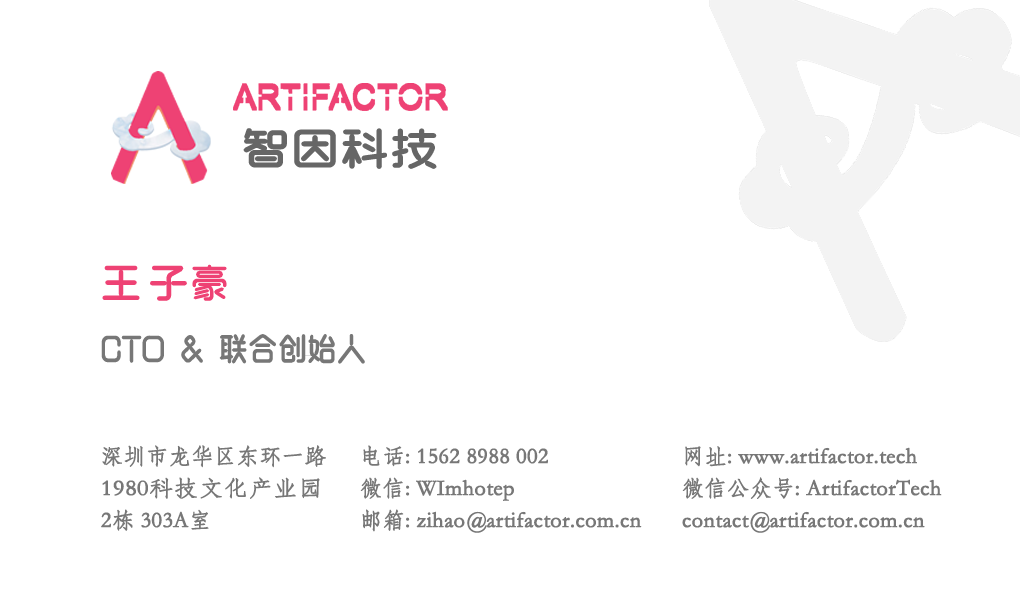 ARTIFACTOR
智因科技
王子豪
CTO & 联合创始人
深圳市龙华区东环一路
1980科技文化产业园
2栋 303A室
电话: 1562 8988 002
微信: WImhotep
邮箱: zihao@artifactor.com.cn
网址: www.artifactor.tech
微信公众号: ArtifactorTech
contact@artifactor.com.cn